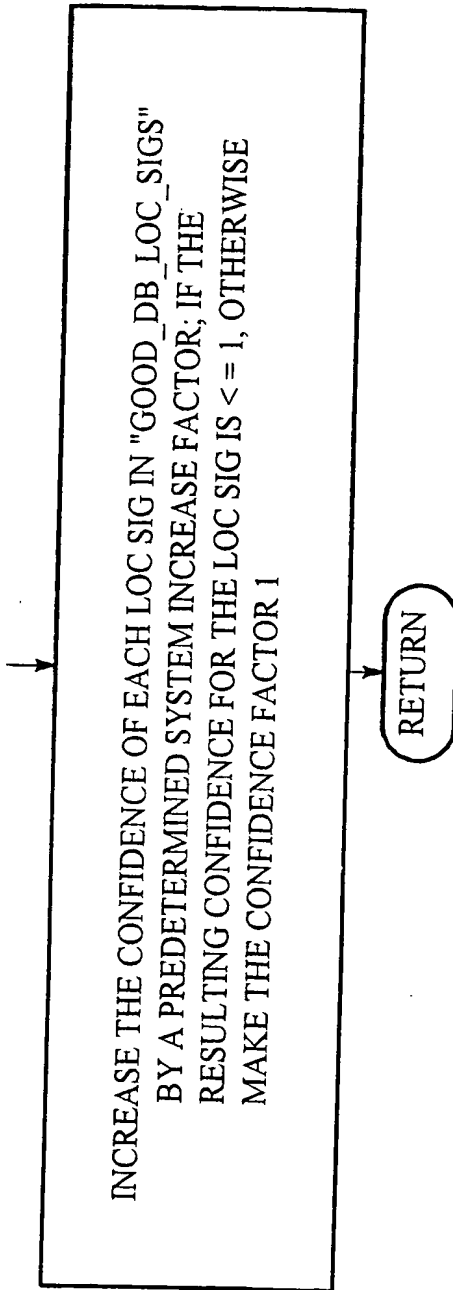 INCREASE THE CONFIDENCE OF EACH LOC SIG IN "GOOD_DB_LOC_SIGS"
BY A PREDETERMINED SYSTEM INCREASE FACTOR; IF THE
RESULTING CONFIDENCE FOR THE LOC SIG IS < = 1, OTHERWISE
MAKE THE CONFIDENCE FACTOR 1
RETURN